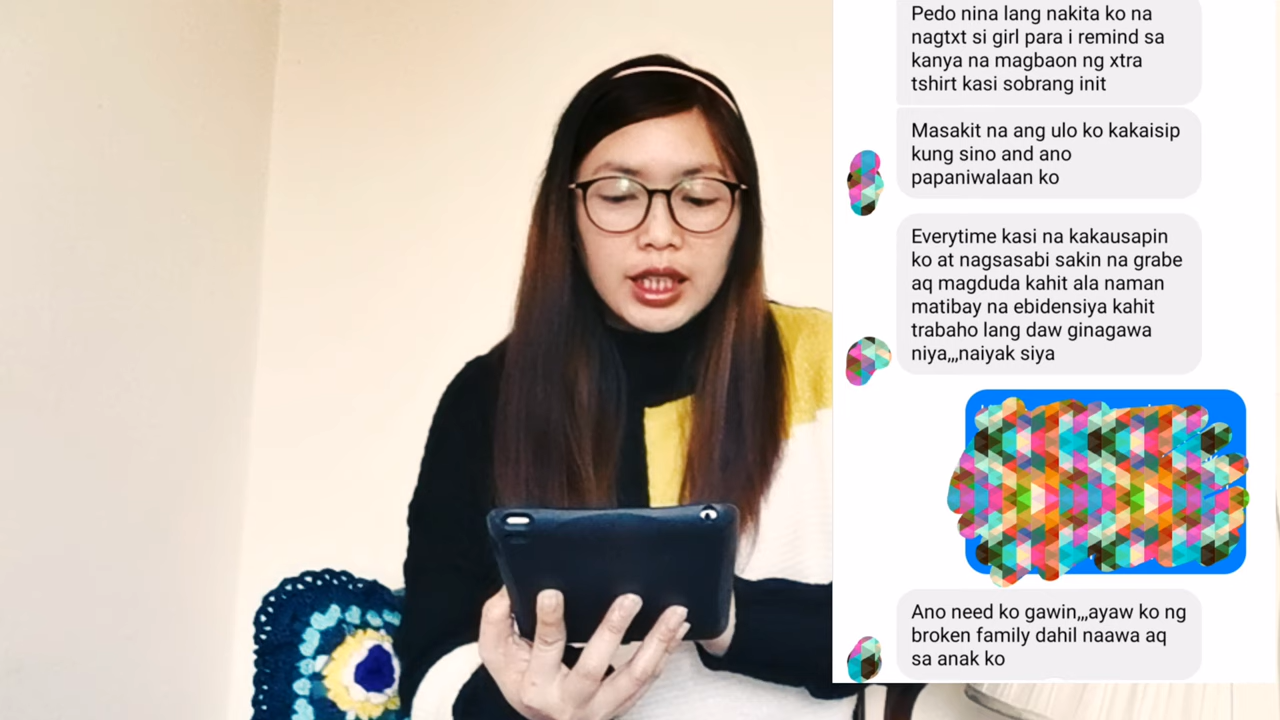 Pedo nina lang nakita ko na
nagtxt si girl para i remind sa
kanya na magbaon ng xtra
tshirt kasi sobrang init
Masakit na ang ulo ko kakaisip
kung sino and ano
papaniwalaan ko
Everytime kasi na kakausapin
ko at nagsasabi sakin na grabe
aq magduda kahit ala naman
matibay na ebidensiya kahit
trabaho lang daw ginagawa
niya,,,naiyak siya
Ano need ko gawin,,,ayaw ko ng
broken family dahil naawa aq
sa anak ko